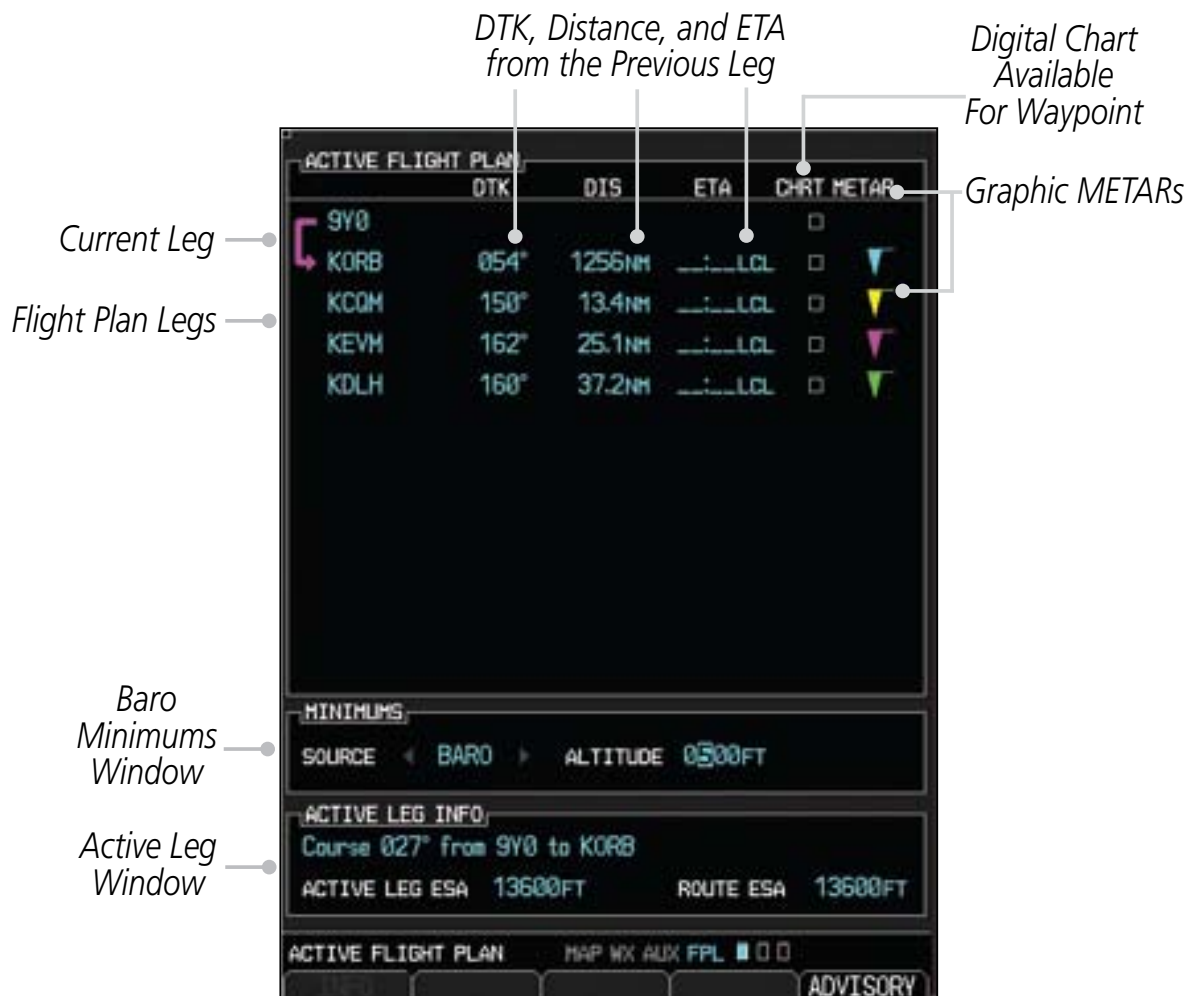 DTK, Distance, and ETA
from the Previous Leg
Digital Chart
Available
For Waypoint
ACTIVE FLIGHT PLAN
DTK DIS ETA CHRT METAR
Graphic METARs
Current Leg
9Y0
KORB 054° 1256NM __:__LCL
Flight Plan Legs
KCQM 150° 13.4NM __:__LCL
KEVM 162° 25.1NM __:__LCL
KDLH 160° 37.2NM __:__LCL
Baro
Minimums
Window
MINIMUMS
SOURCE BARO ALTITUDE 0500FT
Active Leg
Window
ACTIVE LEG INFO
Course 027° from 9Y0 to KORB
ACTIVE LEG ESA 13600FT ROUTE ESA 13600FT
ACTIVE FLIGHT PLAN MAP WX AUX FPL
INFO ADVISORY